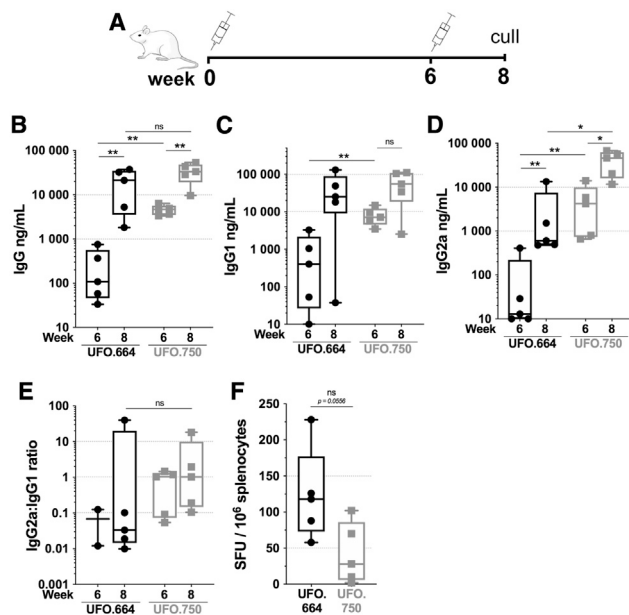 A
week
0
6
8
cull
B
ns
**
** **
100 000
10 000
1 000
100
10
IgG ng/mL
Week 6 8 6 8
UFO.664 UFO.750
C
ns
**
100 000
10 000
1 000
100
10
IgG1 ng/mL
Week 6 8 6 8
UFO.664 UFO.750
D
*
** *
**
100 000
10 000
1 000
100
10
IgG2a ng/mL
Week 6 8 6 8
UFO.664 UFO.750
E
ns
100
10
1
0.1
0.01
0.001
IgG2a:IgG1 ratio
Week 6 8 6 8
UFO.664 UFO.750
F
ns
p = 0.0556
250
200
150
100
50
0
SFU / 10⁶ splenocytes
UFO. UFO.
664 750